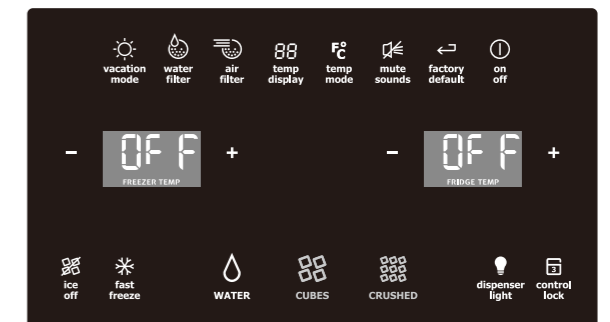 88 F°C
vacation mode
water filter
air filter
temp display
temp mode
mute sounds
factory default
on off
- OFF + - OFF +
FREEZER TEMP FRIDGE TEMP
3
ice off
fast freeze
WATER
CUBES
CRUSHED
dispenser light
control lock